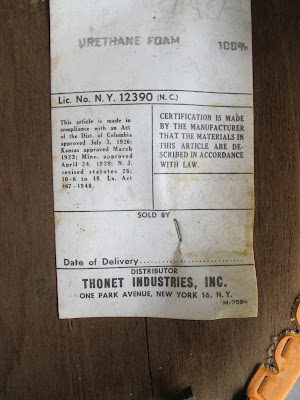 URETHANE FOAM 100%
Lic. No. N. Y. 12390 (N. C.)
This article is made in
compliance with an Act
of the Dist. of Columbia
approved July 3, 1926;
Kansas approved March
1923; Minn. approved
April 24, 1929; N. J.
revised statutes 26;
10-6 to 18. La. Act
467-1948.
CERTIFICATION IS MADE
BY THE MANUFACTURER
THAT THE MATERIALS IN
THIS ARTICLE ARE DE-
SCRIBED IN ACCORDANCE
WITH LAW.
SOLD BY
Date of Delivery
DISTRIBUTOR
THONET INDUSTRIES, INC.
ONE PARK AVENUE, NEW YORK 16, N. Y.